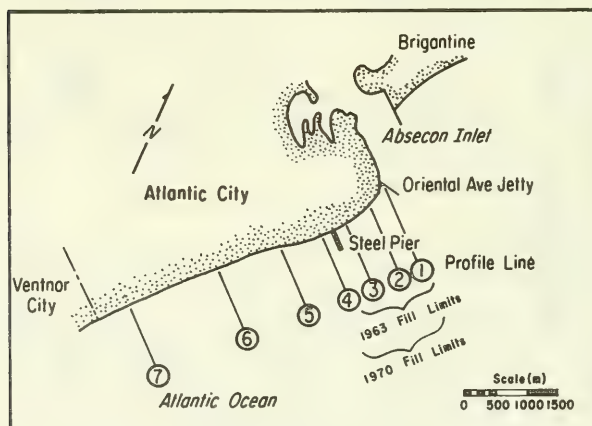 Brigantine
Absecon Inlet
N
Atlantic City
Oriental Ave Jetty
Steel Pier
Ventnor
City
Profile Line
1
2
3
4
5
6
7
1963 Fill Limits
1970 Fill Limits
Atlantic Ocean
Scale (m)
0 500 1000 1500